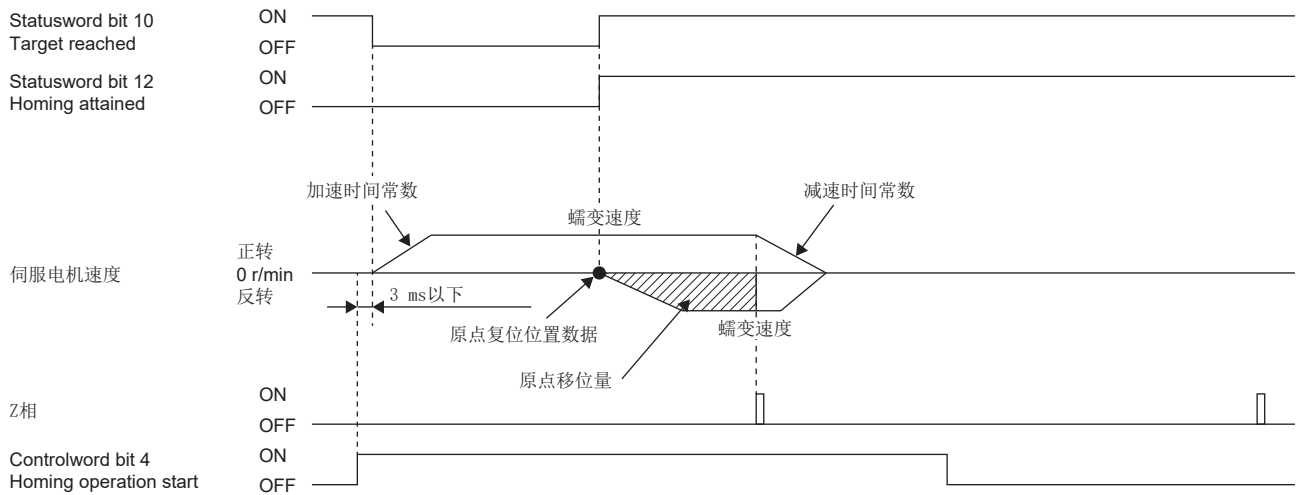 Statusword bit 10
Target reached
ON
OFF
Statusword bit 12
Homing attained
ON
OFF
加速时间常数
减速时间常数
蠕变速度
伺服电机速度
正转
0 r/min
反转
3 ms以下
原点复位位置数据
蠕变速度
原点移位量
Z相
ON
OFF
Controlword bit 4
Homing operation start
ON
OFF